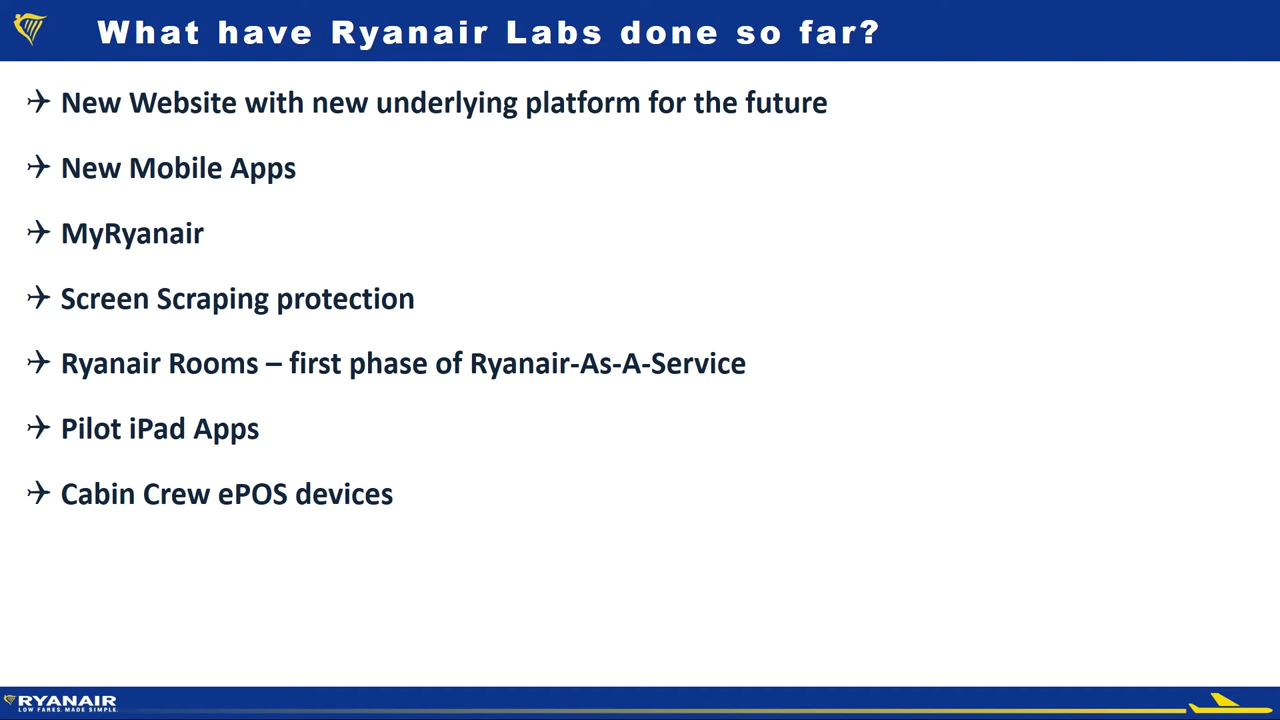 What have Ryanair Labs done so far?
New Website with new underlying platform for the future
New Mobile Apps
MyRyanair
Screen Scraping protection
Ryanair Rooms – first phase of Ryanair-As-A-Service
Pilot iPad Apps
Cabin Crew ePOS devices
RYANAIR
LOW FARES. MADE SIMPLE.